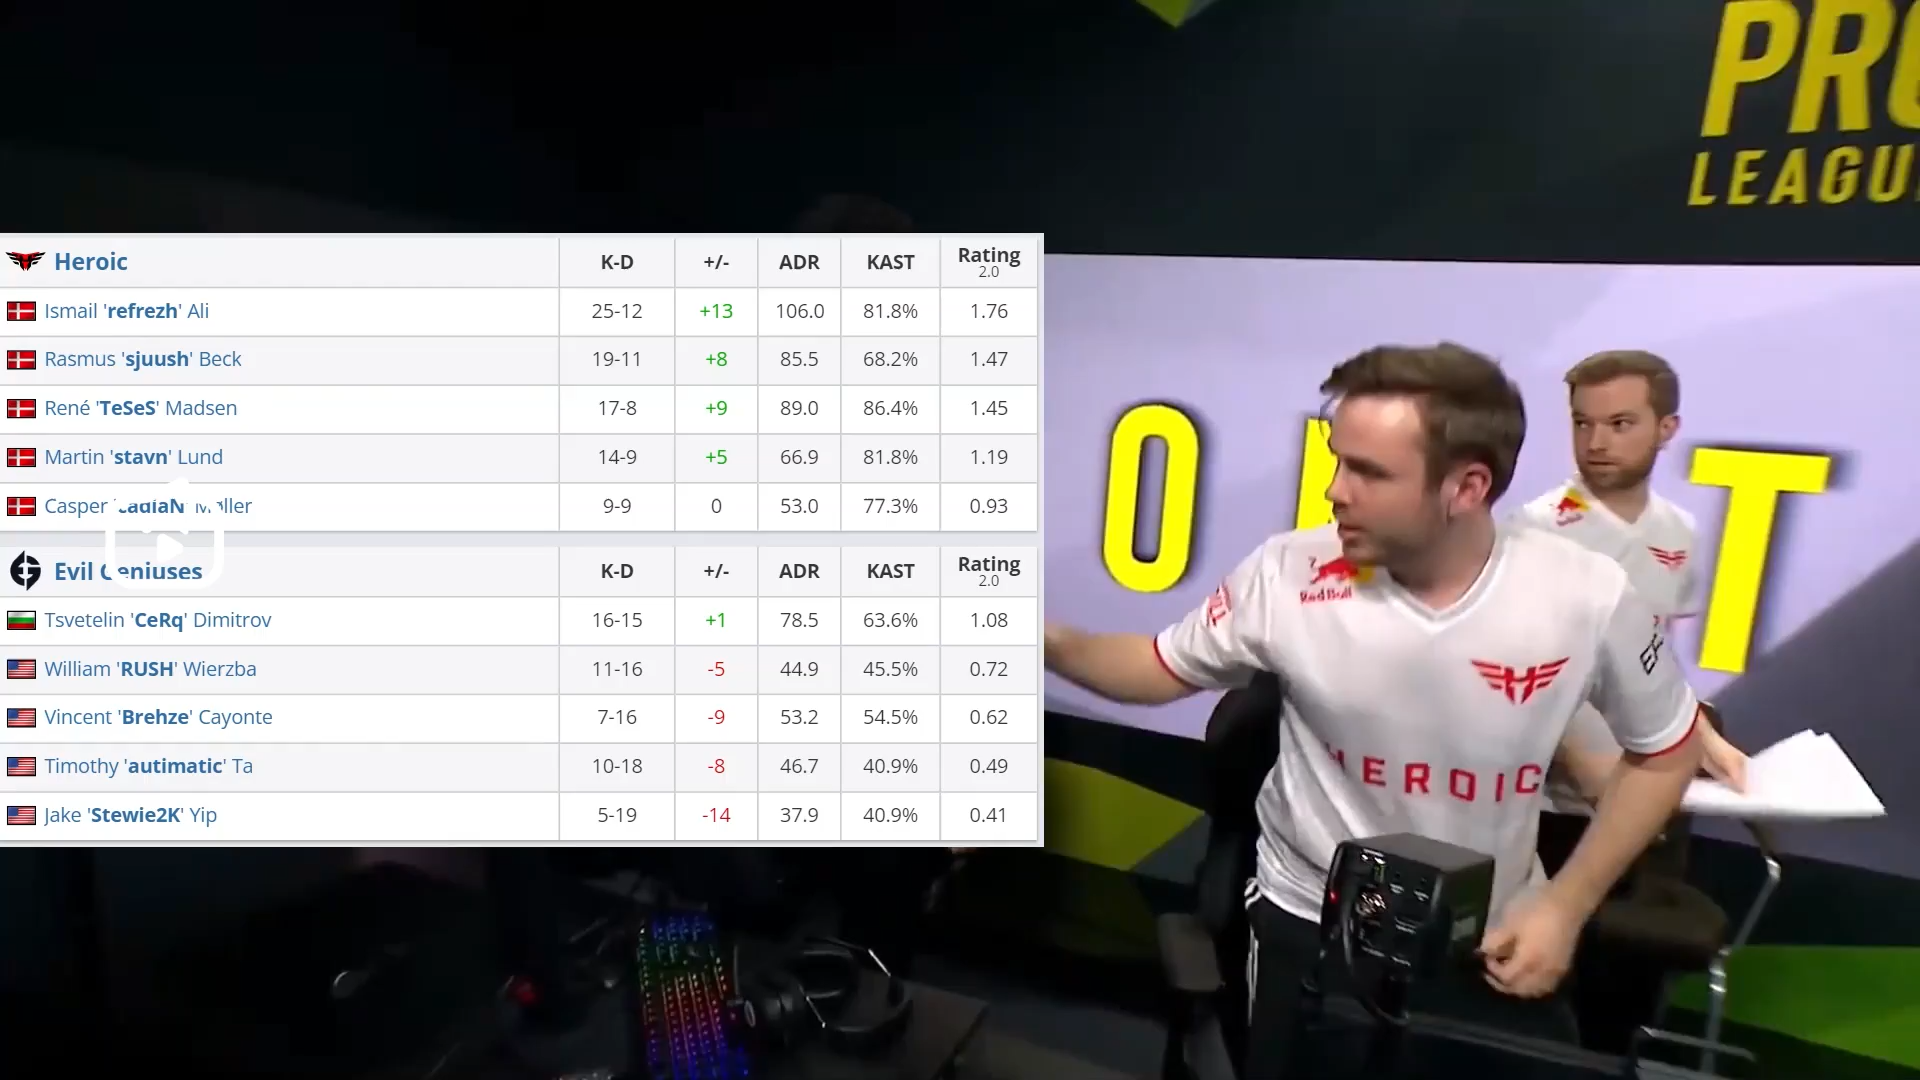 PRO
LEAGU
Heroic K-D +/- ADR KAST Rating 2.0
Ismail 'refrezh' Ali 25-12 +13 106.0 81.8% 1.76
Rasmus 'sjuush' Beck 19-11 +8 85.5 68.2% 1.47
René 'TeSeS' Madsen 17-8 +9 89.0 86.4% 1.45
Martin 'stavn' Lund 14-9 +5 66.9 81.8% 1.19
Casper 'cadiaN' 9-9 0 53.0 77.3% 0.93
Evil Geniuses K-D +/- ADR KAST Rating 2.0
Tsvetelin 'CeRq' Dimitrov 16-15 +1 78.5 63.6% 1.08
William 'RUSH' Wierzba 11-16 -5 44.9 45.5% 0.72
Vincent 'Brehze' Cayonte 7-16 -9 53.2 54.5% 0.62
Timothy 'autimatic' Ta 10-18 -8 46.7 40.9% 0.49
Jake 'Stewie2K' Yip 5-19 -14 37.9 40.9% 0.41
O
T
Red Bull
HEROIC